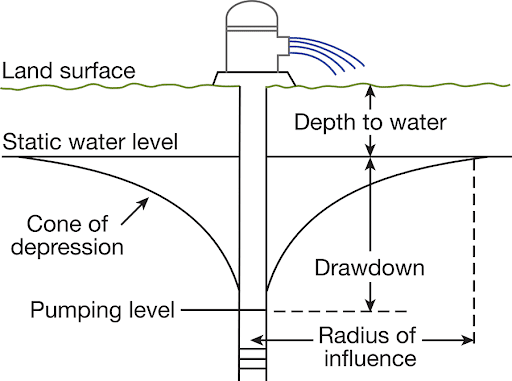 Land surface
Depth to water
Static water level
Cone of
depression
Drawdown
Pumping level
Radius of
influence